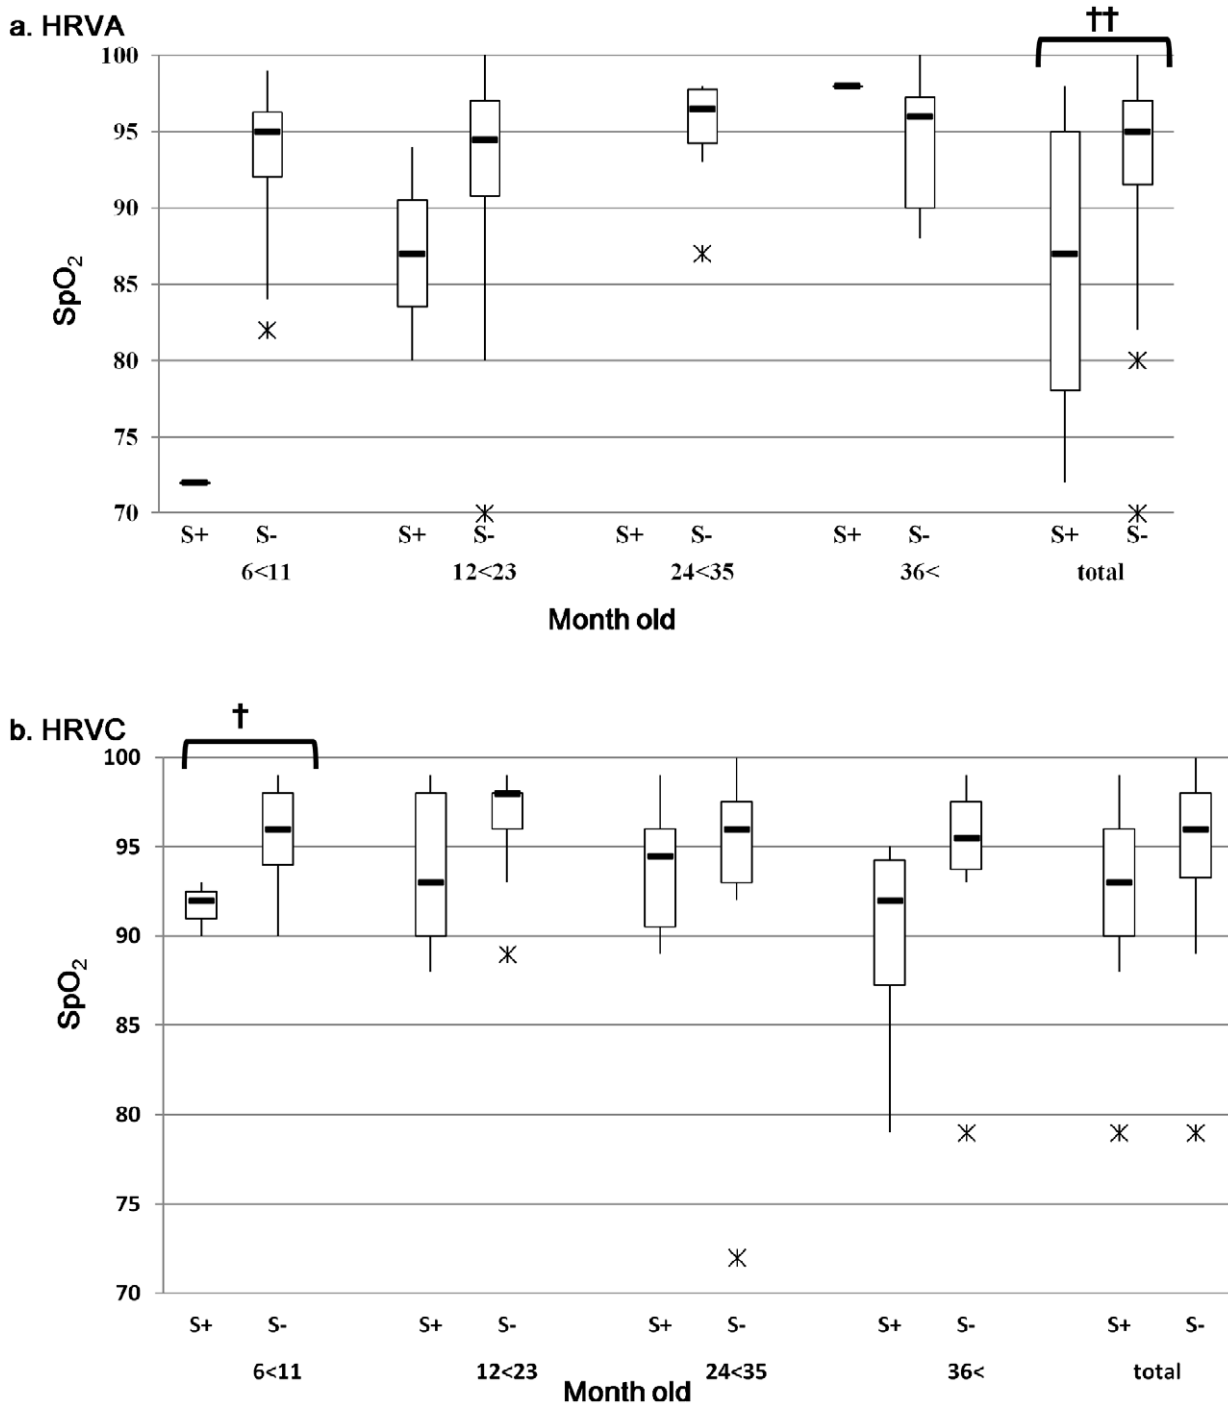 a. HRVA
††
100
95
90
85
80
75
70
SpO2
S+ S- S+ S- S+ S- S+ S- S+ S-
6<11 12<23 24<35 36< total
Month old
b. HRVC
†
100
95
90
85
80
75
70
SpO2
S+ S- S+ S- S+ S- S+ S- S+ S-
6<11 12<23 24<35 36< total
Month old